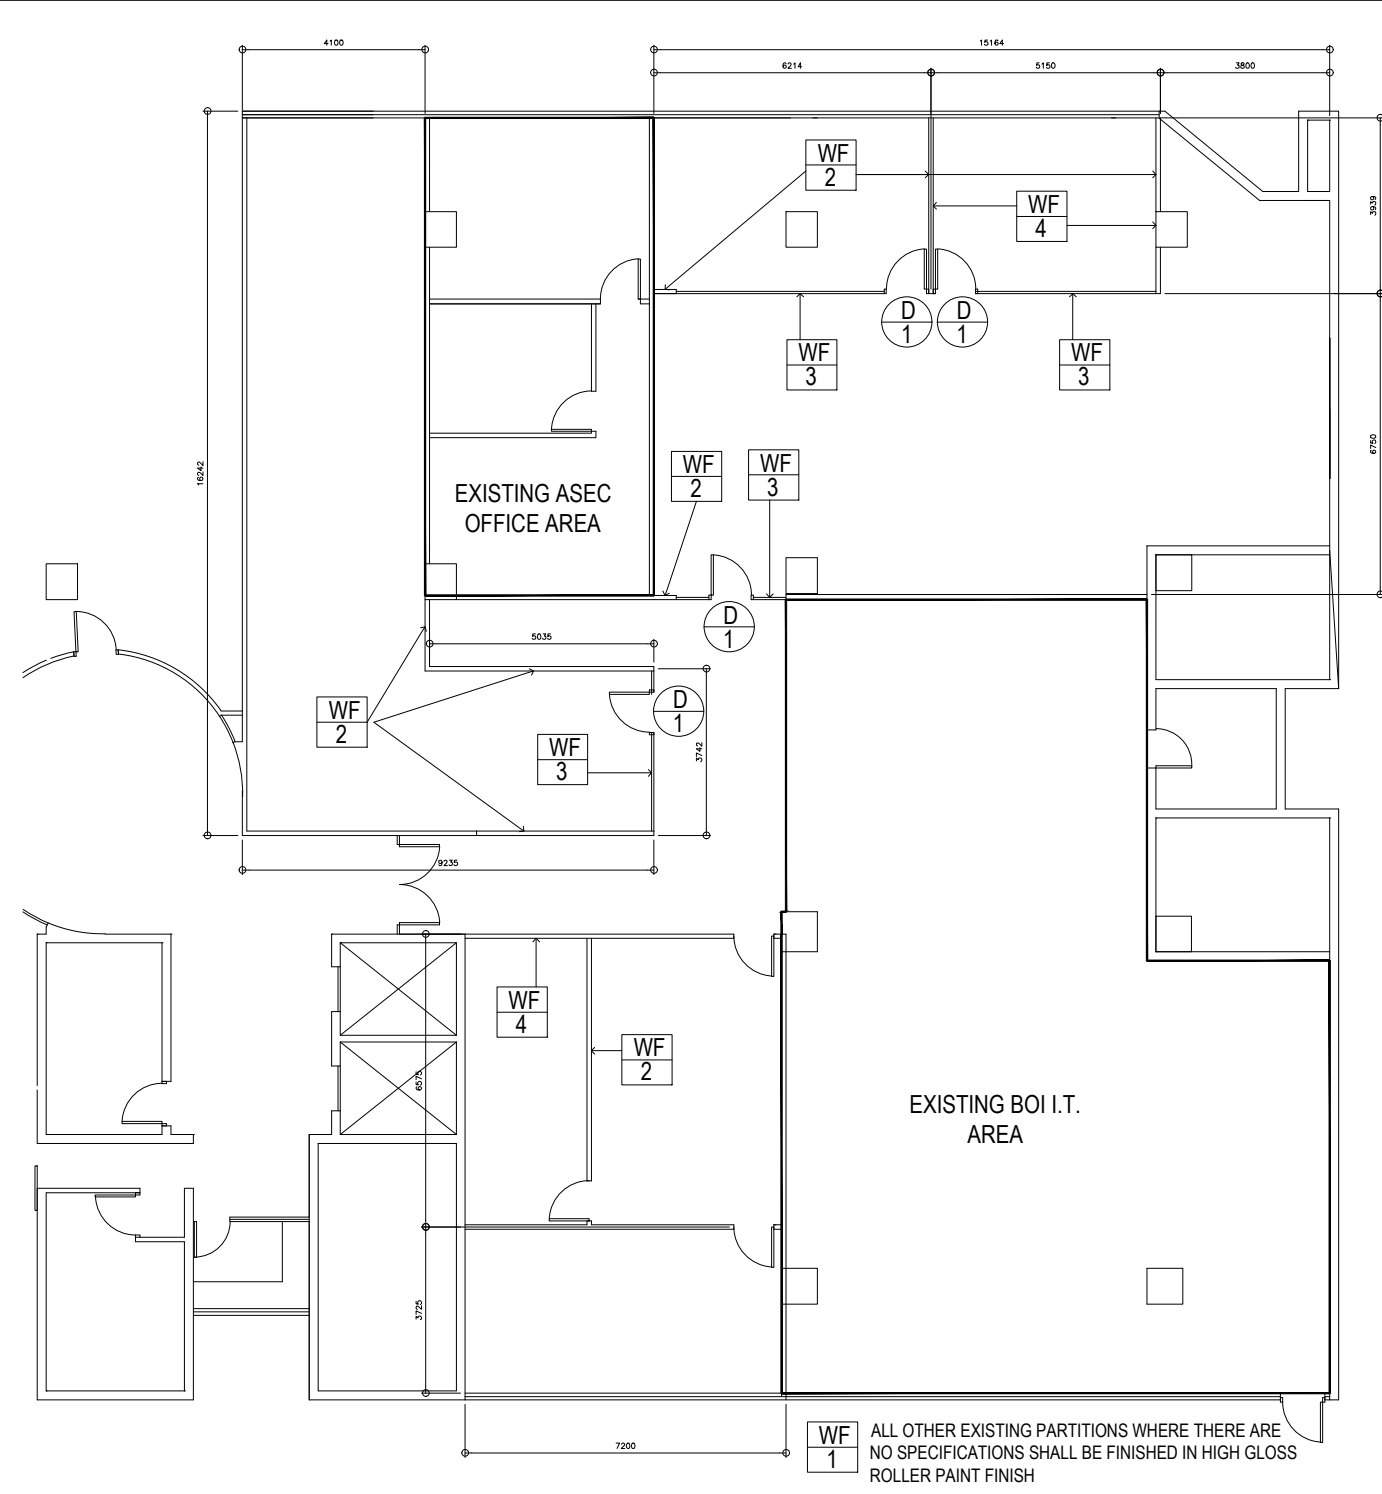 4100
15164
6214
5150
3800
WF
2
WF
4
3939
D
1
D
1
WF
3
WF
3
6750
16242
WF
2
WF
3
EXISTING ASEC
OFFICE AREA
D
1
5035
WF
2
D
1
WF
3
3742
9235
WF
4
WF
2
6575
EXISTING BOI I.T.
AREA
3725
7200
WF
1
ALL OTHER EXISTING PARTITIONS WHERE THERE ARE
NO SPECIFICATIONS SHALL BE FINISHED IN HIGH GLOSS
ROLLER PAINT FINISH